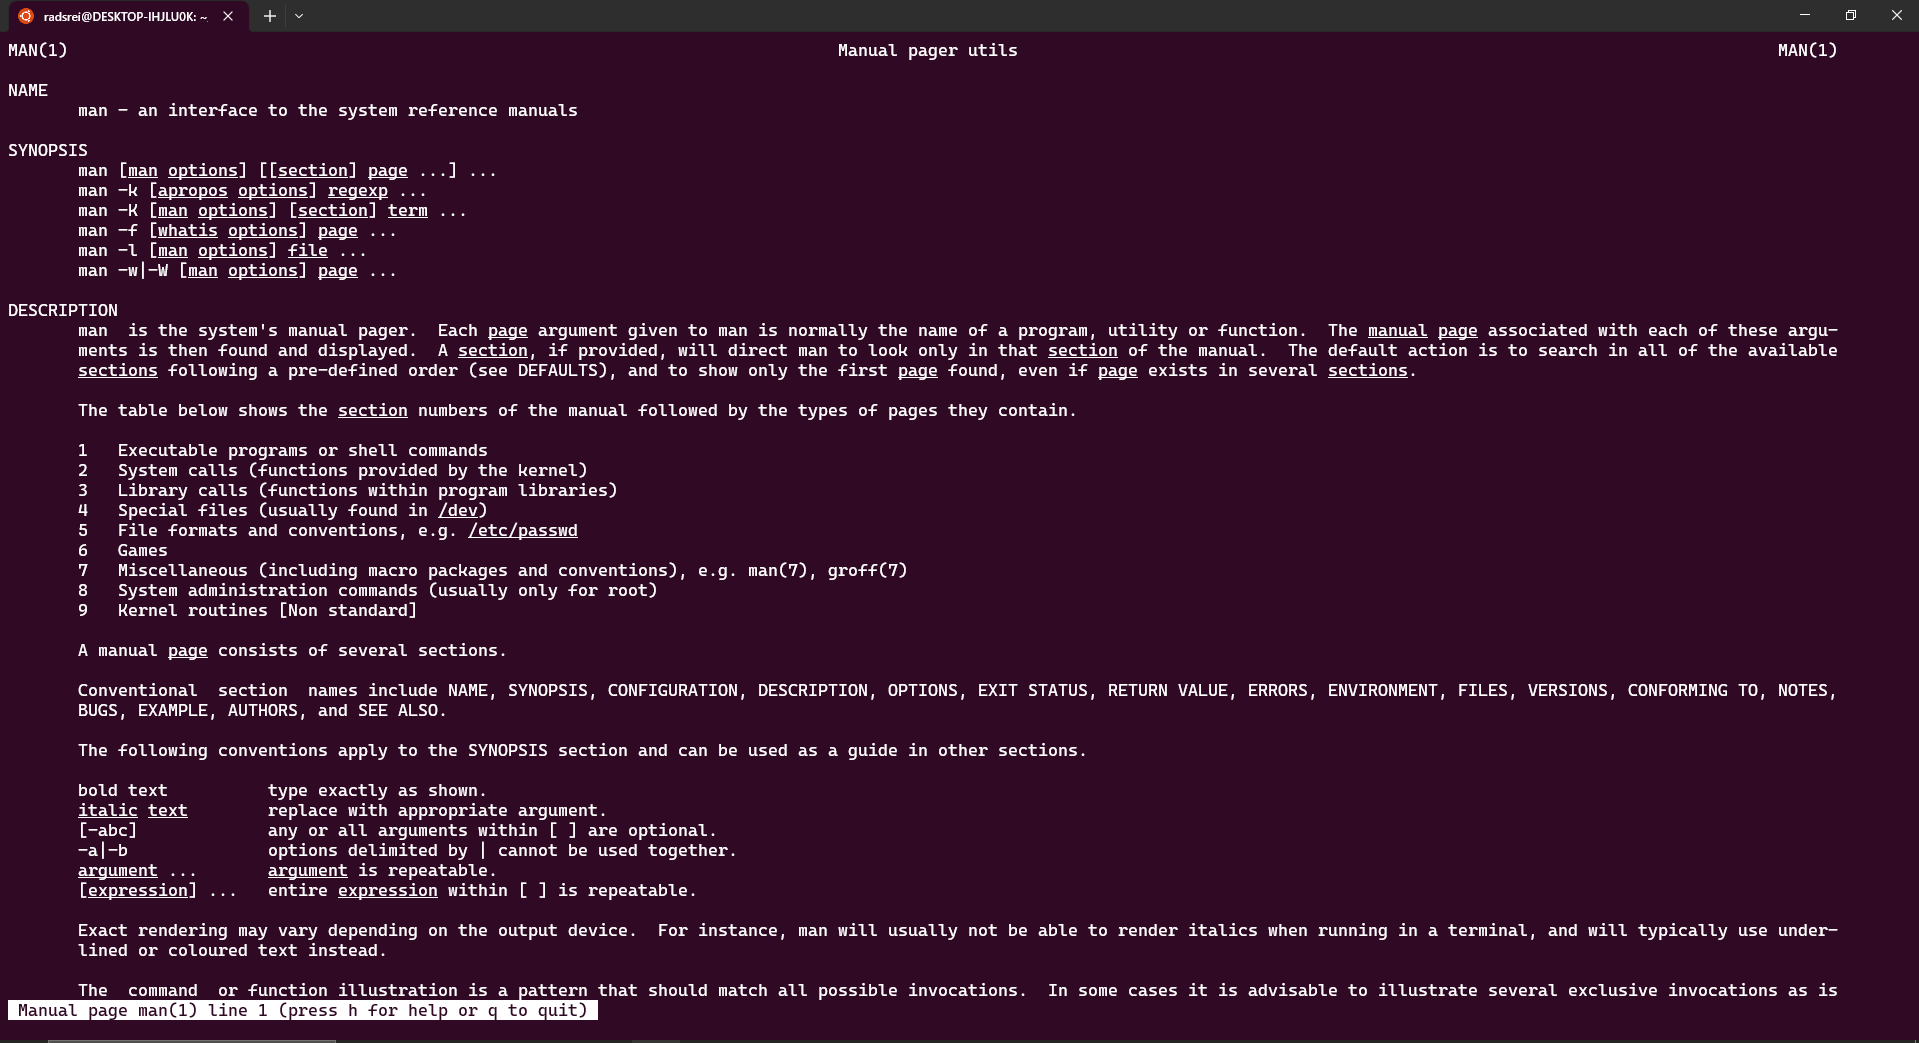 radsrei@DESKTOP-IHJLU0K: ~
MAN(1) Manual pager utils MAN(1)
NAME
man - an interface to the system reference manuals
SYNOPSIS
man [man options] [[section] page ...] ...
man -k [apropos options] regexp ...
man -K [man options] [section] term ...
man -f [whatis options] page ...
man -l [man options] file ...
man -w|-W [man options] page ...
DESCRIPTION
man  is the system's manual pager.  Each page argument given to man is normally the name of a program, utility or function.  The manual page associated with each of these argu-
ments is then found and displayed.  A section, if provided, will direct man to look only in that section of the manual.  The default action is to search in all of the available
sections following a pre-defined order (see DEFAULTS), and to show only the first page found, even if page exists in several sections.
The table below shows the section numbers of the manual followed by the types of pages they contain.
1   Executable programs or shell commands
2   System calls (functions provided by the kernel)
3   Library calls (functions within program libraries)
4   Special files (usually found in /dev)
5   File formats and conventions, e.g. /etc/passwd
6   Games
7   Miscellaneous (including macro packages and conventions), e.g. man(7), groff(7)
8   System administration commands (usually only for root)
9   Kernel routines [Non standard]
A manual page consists of several sections.
Conventional  section  names include NAME, SYNOPSIS, CONFIGURATION, DESCRIPTION, OPTIONS, EXIT STATUS, RETURN VALUE, ERRORS, ENVIRONMENT, FILES, VERSIONS, CONFORMING TO, NOTES,
BUGS, EXAMPLE, AUTHORS, and SEE ALSO.
The following conventions apply to the SYNOPSIS section and can be used as a guide in other sections.
bold text          type exactly as shown.
italic text        replace with appropriate argument.
[-abc]             any or all arguments within [ ] are optional.
-a|-b              options delimited by | cannot be used together.
argument ...       argument is repeatable.
[expression] ...   entire expression within [ ] is repeatable.
Exact rendering may vary depending on the output device.  For instance, man will usually not be able to render italics when running in a terminal, and will typically use under-
lined or coloured text instead.
The  command  or function illustration is a pattern that should match all possible invocations.  In some cases it is advisable to illustrate several exclusive invocations as is
Manual page man(1) line 1 (press h for help or q to quit)